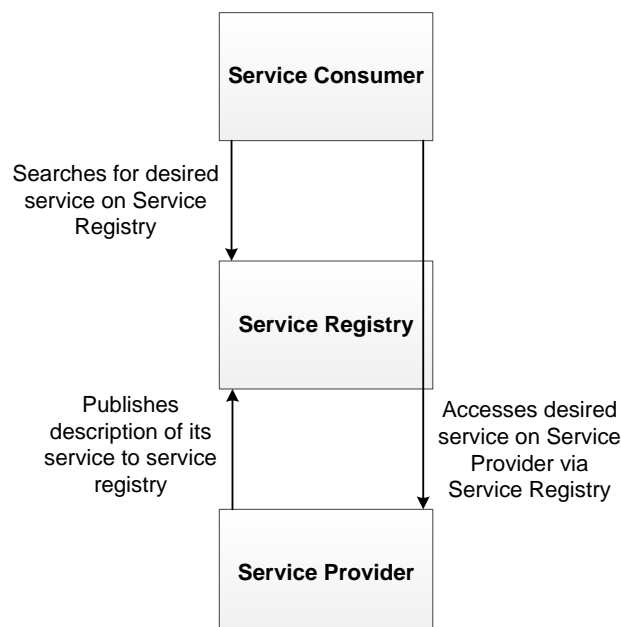 Service Consumer
Searches for desired
service on Service
Registry
Service Registry
Publishes
description of its
service to service
registry
Accesses desired
service on Service
Provider via
Service Registry
Service Provider